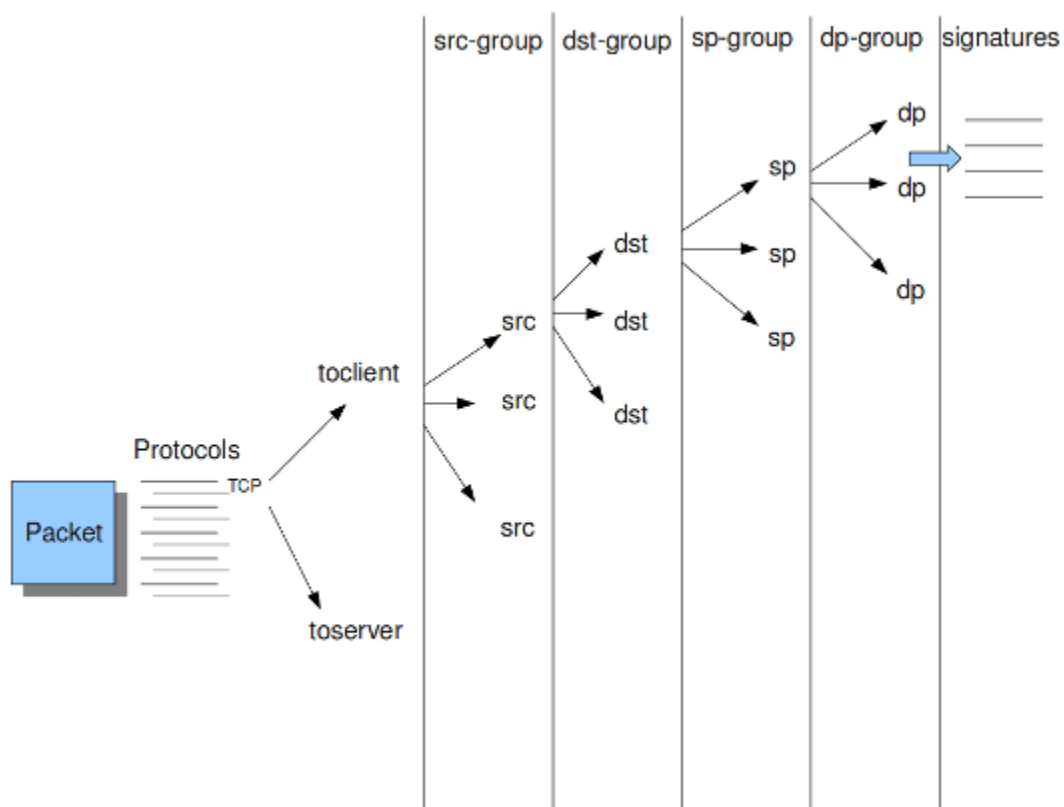 src-group
dst-group
sp-group
dp-group
signatures
dp
dp
dp
sp
sp
sp
dst
dst
dst
src
src
src
toclient
toserver
Protocols
TCP
Packet